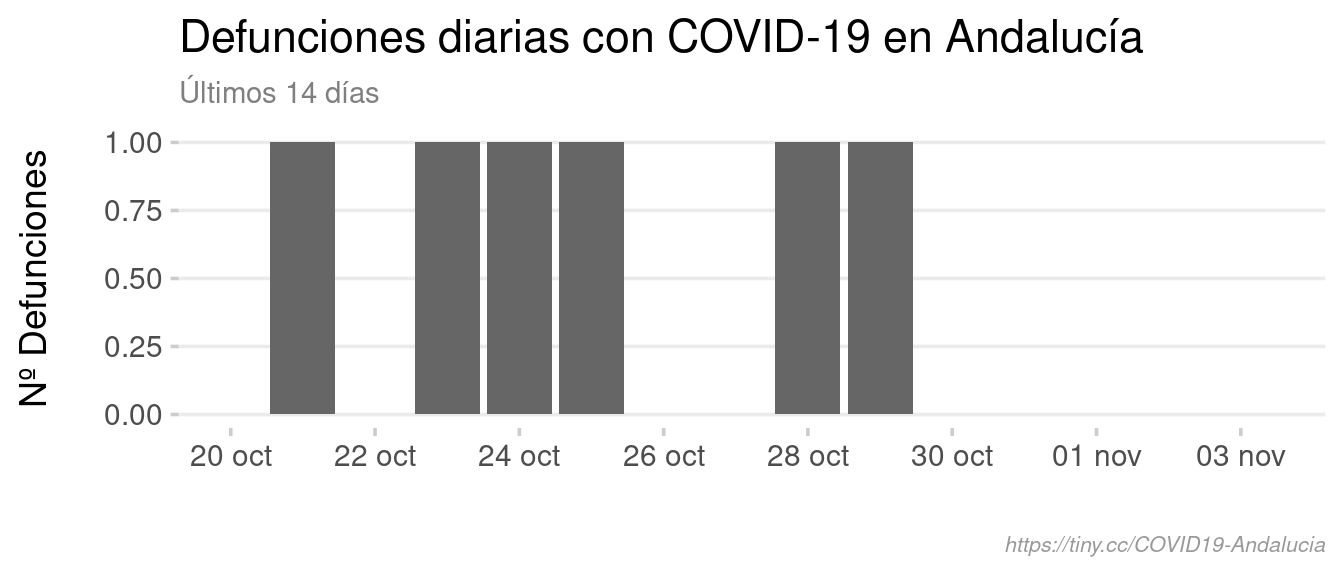 Defunciones diarias con COVID-19 en Andalucía
Últimos 14 días
Nº Defunciones
1.00
0.75
0.50
0.25
0.00
20 oct 22 oct 24 oct 26 oct 28 oct 30 oct 01 nov 03 nov
https://tiny.cc/COVID19-Andalucia